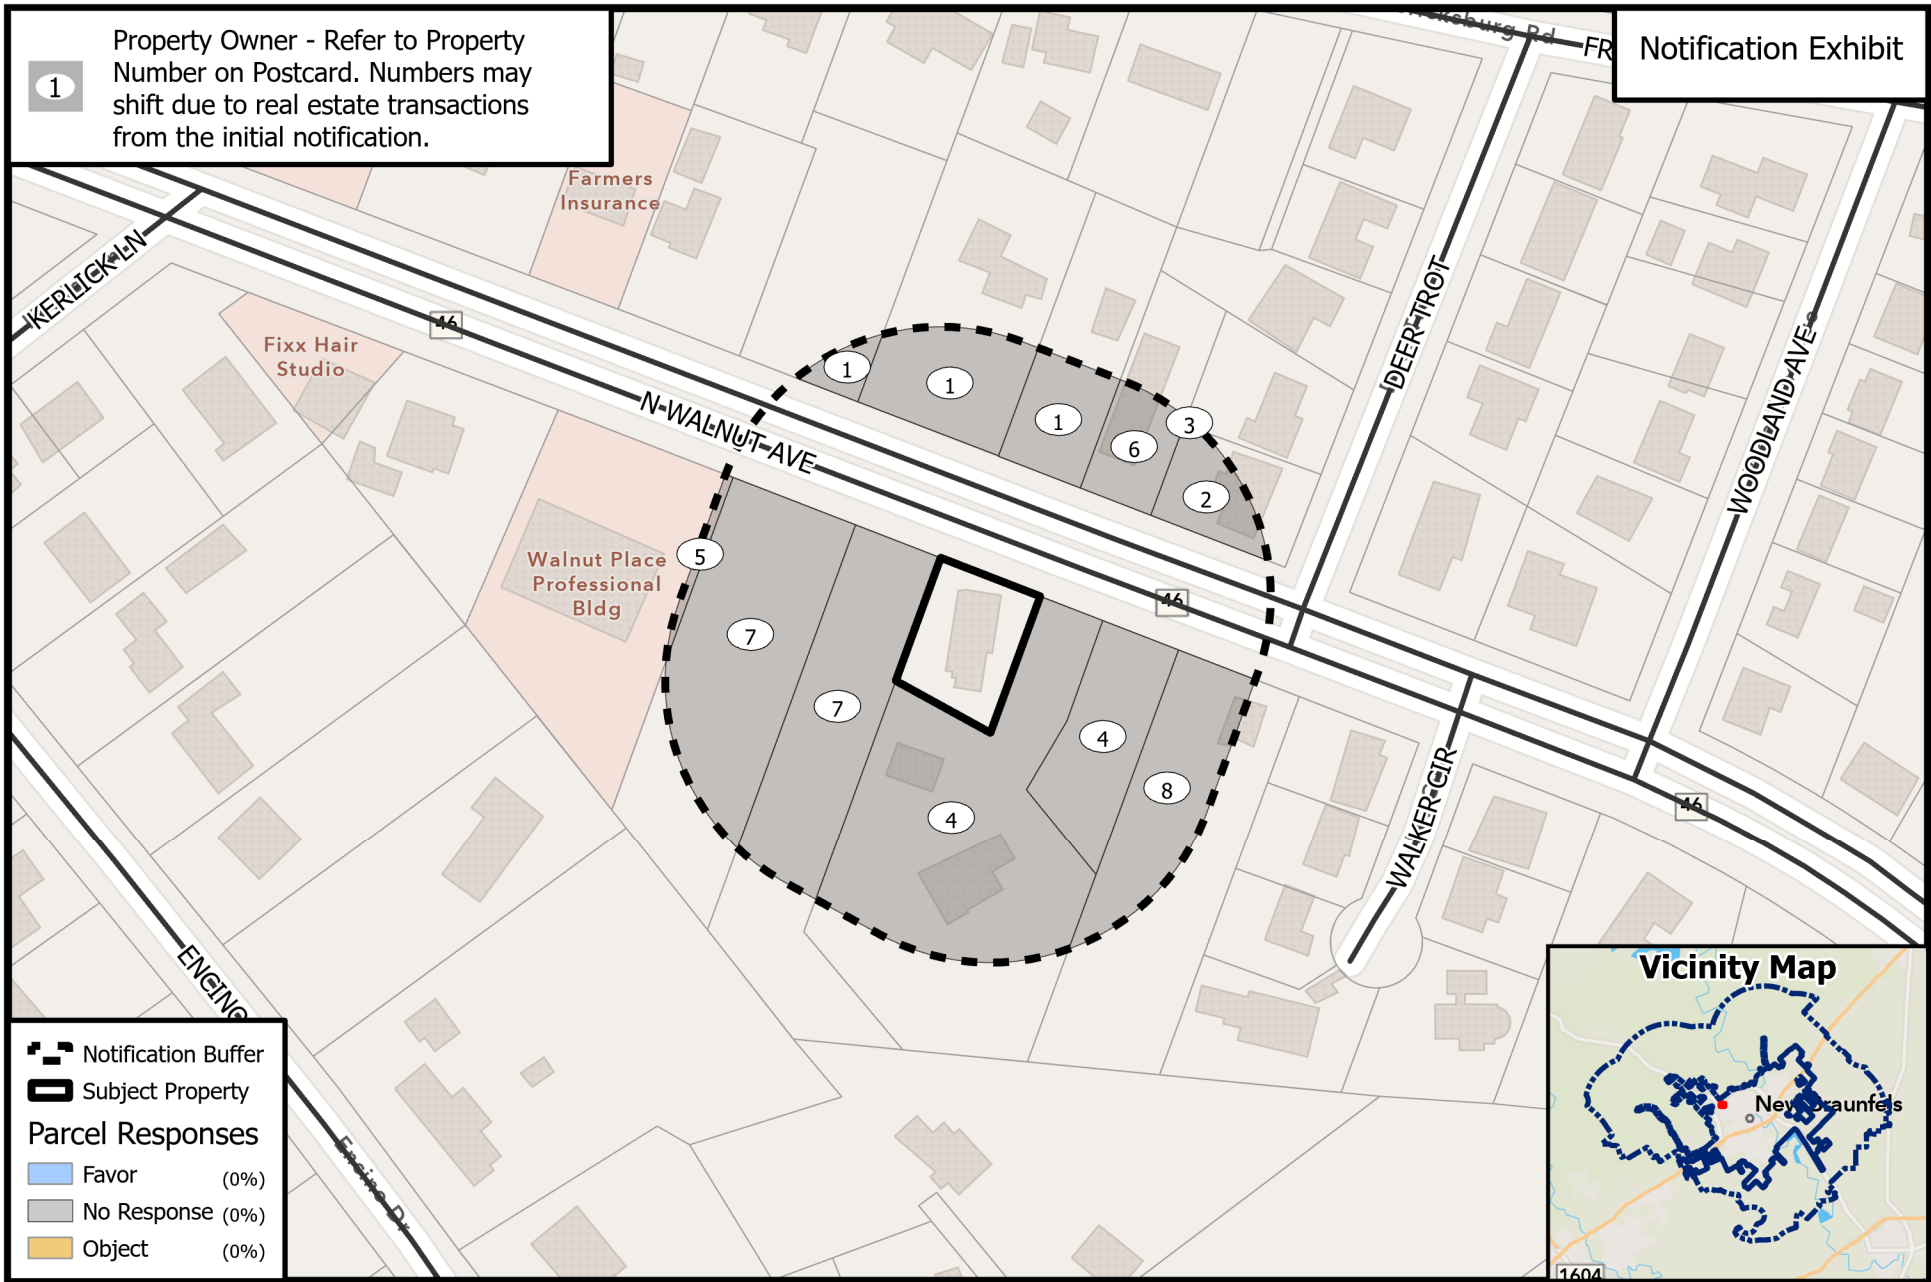 1
Property Owner - Refer to Property
Number on Postcard. Numbers may
shift due to real estate transactions
from the initial notification.
Notification Exhibit
FR
Farmers
Insurance
KERLICK LN
46
Fixx Hair
Studio
N WALNUT AVE
DEER TROT
WOODLAND AVE
1
1
1
6
3
2
5
Walnut Place
Professional
Bldg
7
7
46
4
8
4
46
WALKER CIR
ENCINO
Encino Dr
Notification Buffer
Subject Property
Parcel Responses
Favor (0%)
No Response (0%)
Object (0%)
Vicinity Map
New Braunfels
1604